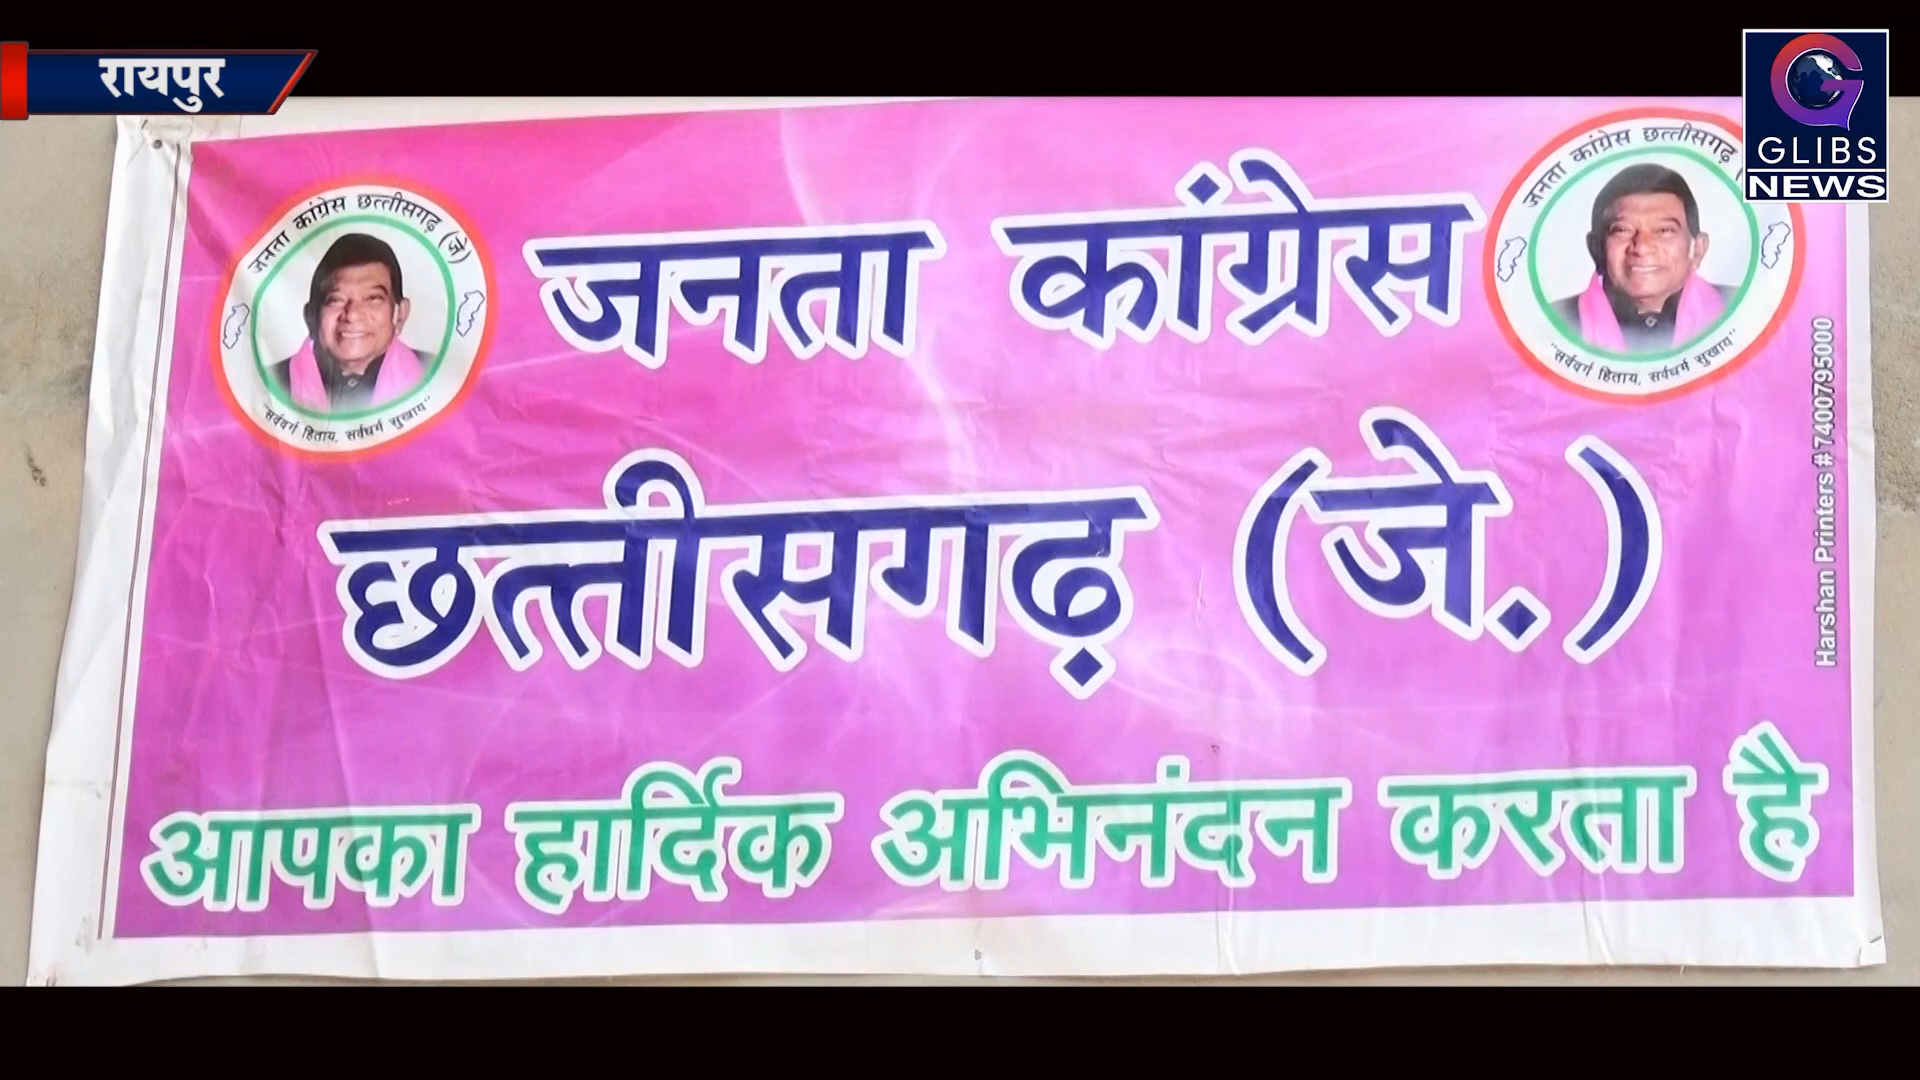 रायपुर
GLIBS
NEWS
जनता कांग्रेस छत्तीसगढ़ (जे)
"सर्ववर्ग हिताय, सर्वधर्म सुखाय"
जनता कांग्रेस छत्तीसगढ़
"सर्ववर्ग हिताय, सर्वधर्म सुखाय"
जनता कांग्रेस
छत्तीसगढ़ (जे.)
आपका हार्दिक अभिनंदन करता है
Harshan Printers # 7400795000